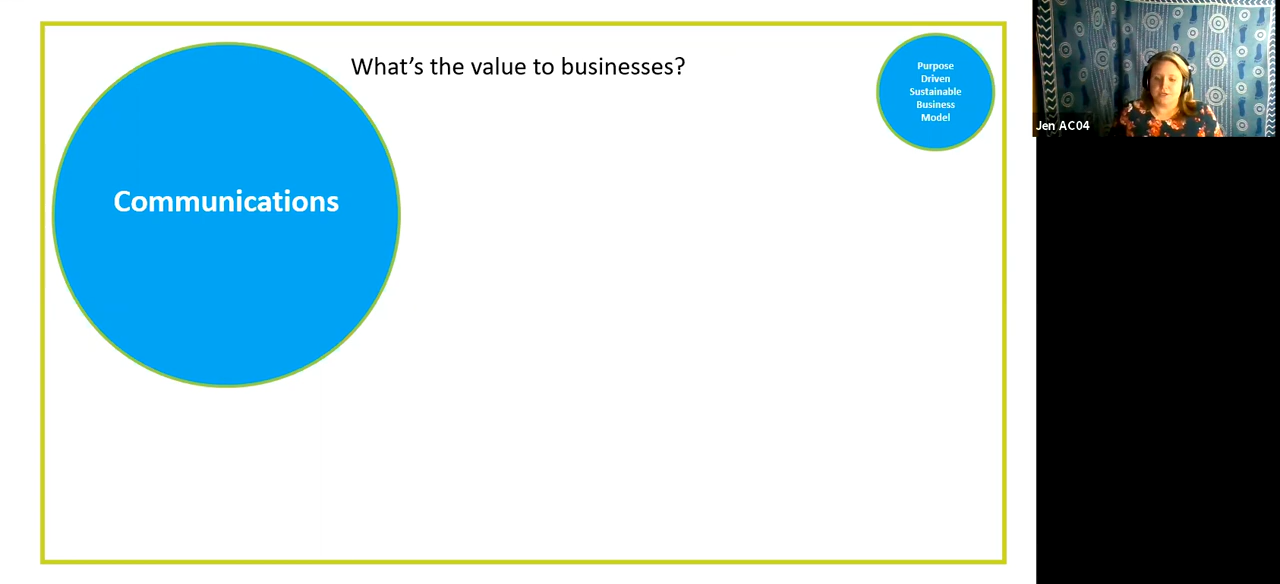 What's the value to businesses?
Communications
Purpose
Driven
Sustainable
Business
Model
Jen AC04